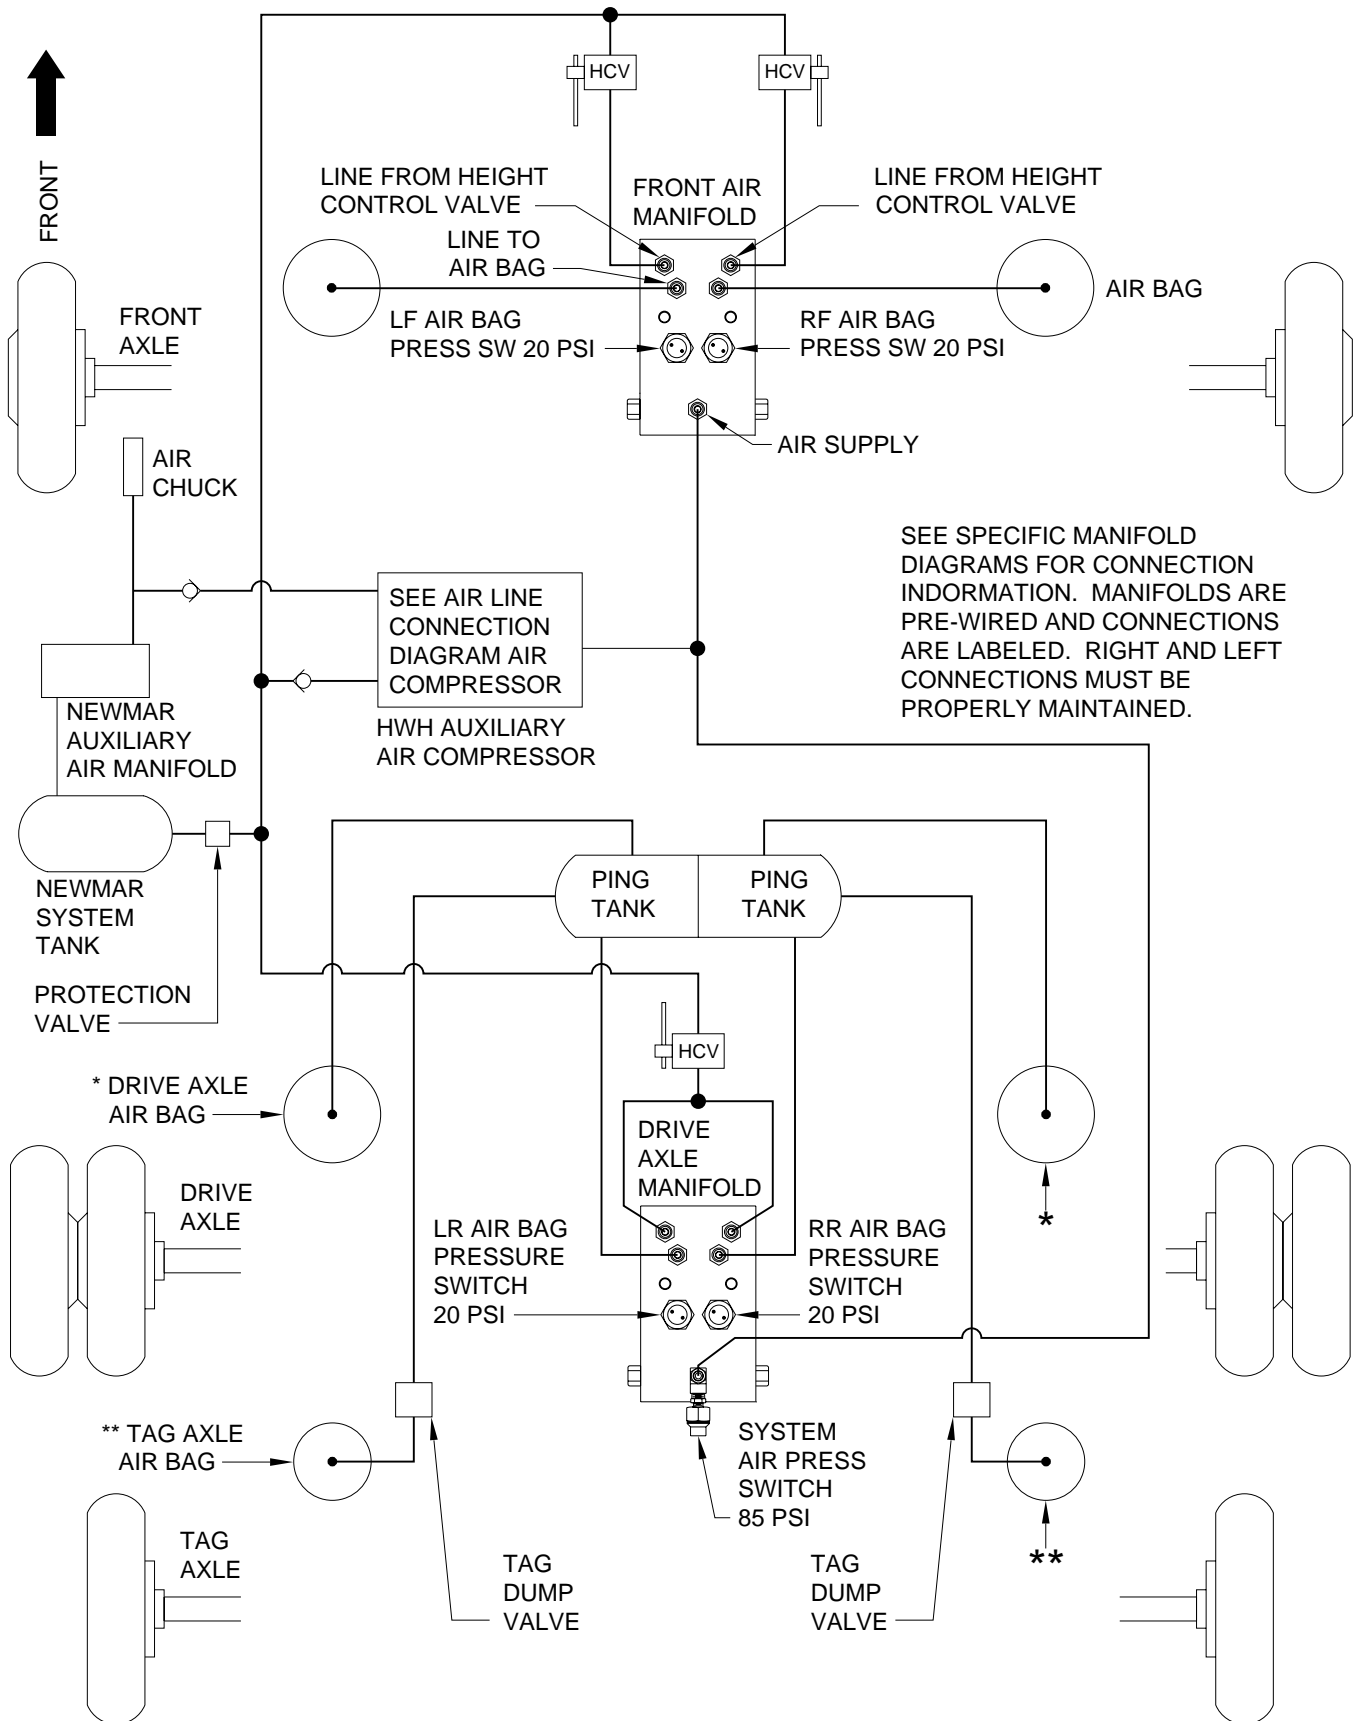 HCV
HCV
FRONT
LINE FROM HEIGHT
CONTROL VALVE
FRONT AIR
MANIFOLD
LINE FROM HEIGHT
CONTROL VALVE
LINE TO
AIR BAG
AIR BAG
FRONT
AXLE
LF AIR BAG
PRESS SW 20 PSI
RF AIR BAG
PRESS SW 20 PSI
AIR SUPPLY
AIR
CHUCK
SEE SPECIFIC MANIFOLD
DIAGRAMS FOR CONNECTION
INDORMATION. MANIFOLDS ARE
PRE-WIRED AND CONNECTIONS
ARE LABELED. RIGHT AND LEFT
CONNECTIONS MUST BE
PROPERLY MAINTAINED.
SEE AIR LINE
CONNECTION
DIAGRAM AIR
COMPRESSOR
HWH AUXILIARY
AIR COMPRESSOR
NEWMAR
AUXILIARY
AIR MANIFOLD
NEWMAR
SYSTEM
TANK
PING
TANK
PING
TANK
PROTECTION
VALVE
HCV
* DRIVE AXLE
AIR BAG
DRIVE
AXLE
MANIFOLD
*
DRIVE
AXLE
LR AIR BAG
PRESSURE
SWITCH
20 PSI
RR AIR BAG
PRESSURE
SWITCH
20 PSI
** TAG AXLE
AIR BAG
SYSTEM
AIR PRESS
SWITCH
85 PSI
**
TAG
AXLE
TAG
DUMP
VALVE
TAG
DUMP
VALVE